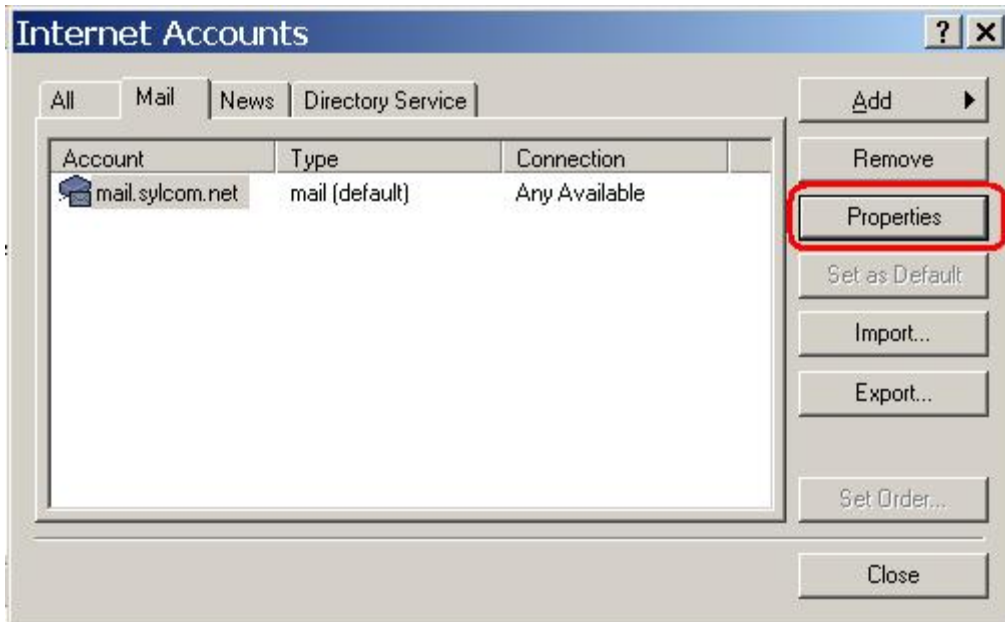 Internet Accounts
All Mail News Directory Service
Add
Account Type Connection
Remove
mail.sylcom.net mail (default) Any Available
Properties
Set as Default
Import...
Export...
Set Order...
Close